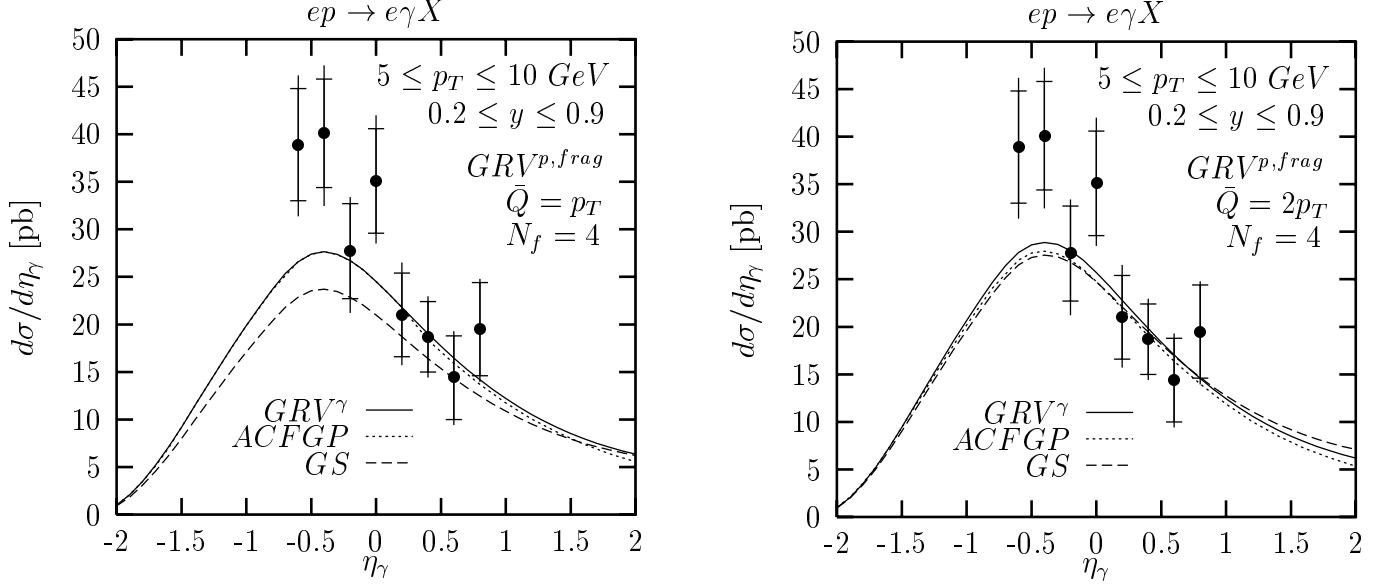 ep → eγX
50
45
40
35
30
25
20
15
10
5
0
dσ/dη_γ [pb]
5 ≤ p_T ≤ 10 GeV
0.2 ≤ y ≤ 0.9
GRV^{p,frag}
Q̄ = p_T
N_f = 4
GRV^γ
ACFGP
GS
-2 -1.5 -1 -0.5 0 0.5 1 1.5 2
η_γ
ep → eγX
50
45
40
35
30
25
20
15
10
5
0
dσ/dη_γ [pb]
5 ≤ p_T ≤ 10 GeV
0.2 ≤ y ≤ 0.9
GRV^{p,frag}
Q̄ = 2p_T
N_f = 4
GRV^γ
ACFGP
GS
-2 -1.5 -1 -0.5 0 0.5 1 1.5 2
η_γ